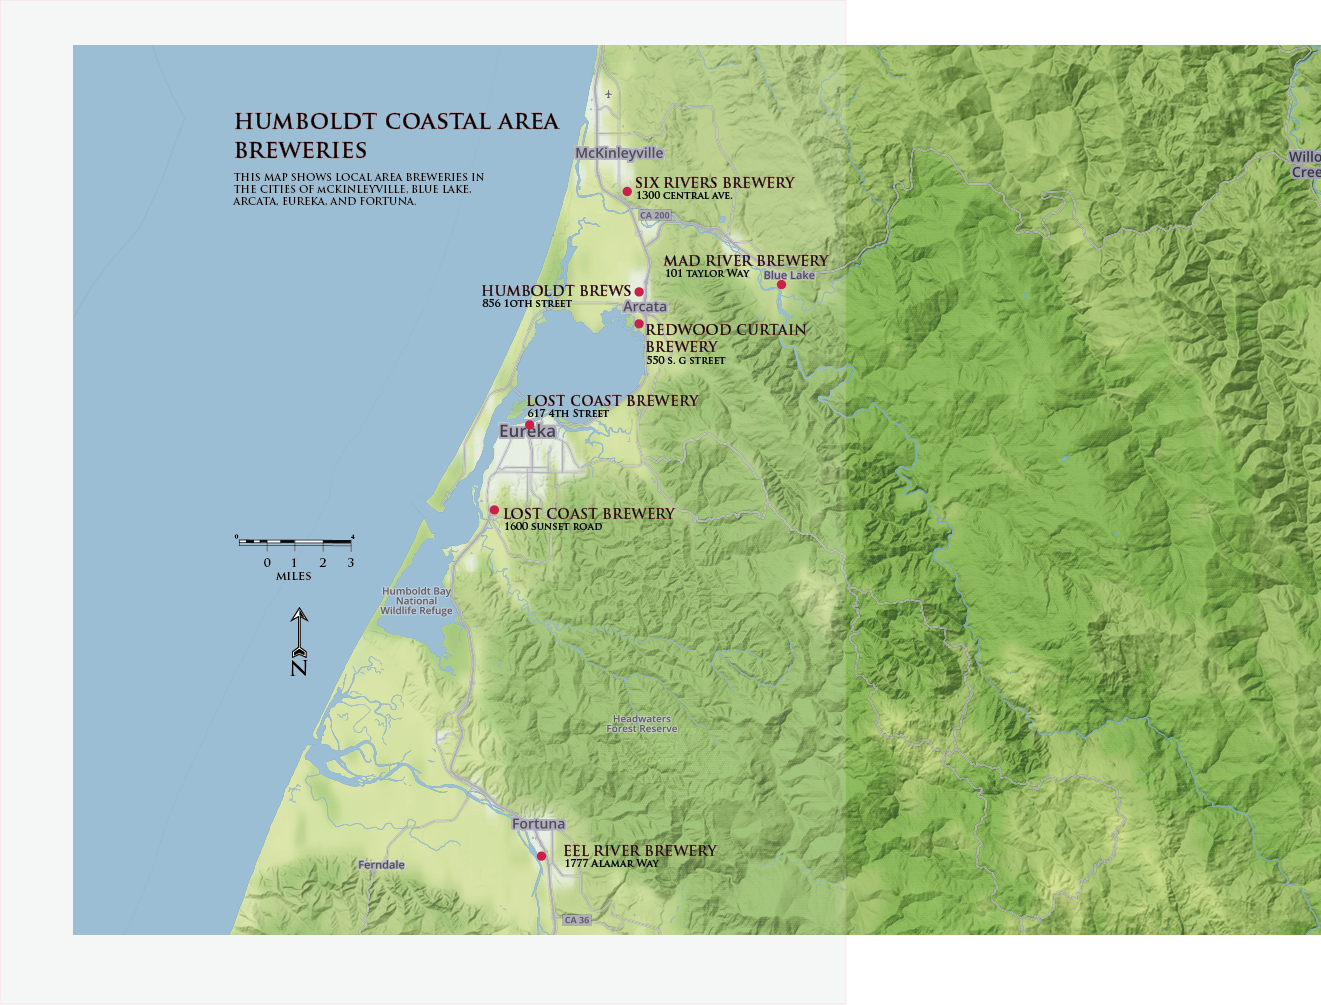 HUMBOLDT COASTAL AREA
BREWERIES
THIS MAP SHOWS LOCAL AREA BREWERIES IN
THE CITIES OF MCKINLEYVILLE, BLUE LAKE,
ARCATA, EUREKA, AND FORTUNA.
McKinleyville
SIX RIVERS BREWERY
1300 CENTRAL AVE.
CA 200
MAD RIVER BREWERY
101 TAYLOR WAY
Blue Lake
HUMBOLDT BREWS
856 10TH STREET
Arcata
REDWOOD CURTAIN
BREWERY
550 S. G STREET
LOST COAST BREWERY
617 4TH STREET
Eureka
LOST COAST BREWERY
1600 SUNSET ROAD
0 4
0 1 2 3
MILES
N
Humboldt Bay
National
Wildlife Refuge
Headwaters
Forest Reserve
Fortuna
EEL RIVER BREWERY
1777 ALAMAR WAY
Ferndale
CA 36
Willo
Cree